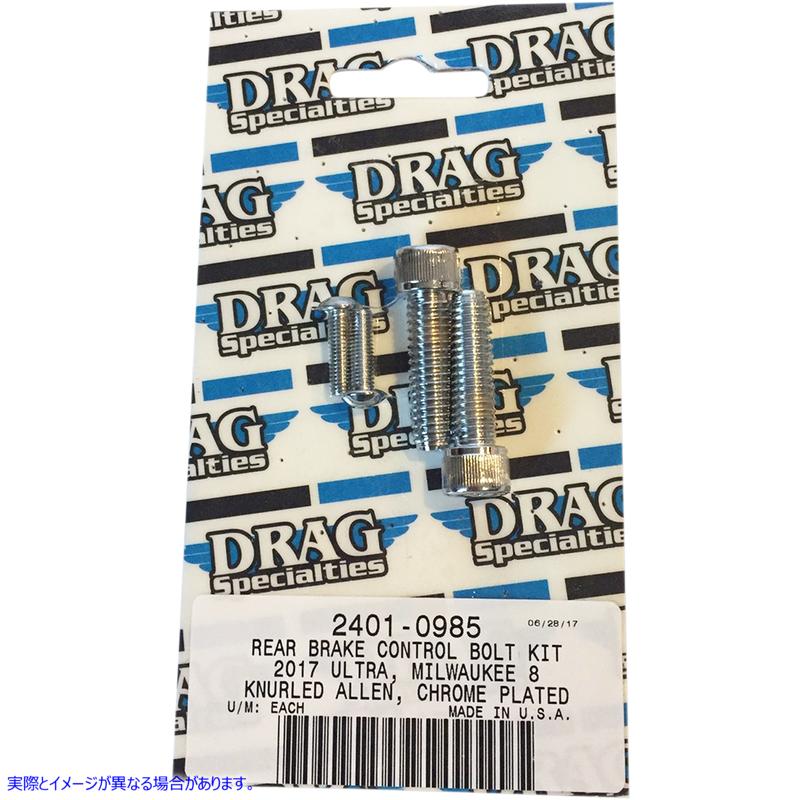 DRAG
Specialties
DRAG
Specialties
DRAG
Specialties
DRAG
Specialties
2401-0985
06/28/17
REAR BRAKE CONTROL BOLT KIT
2017 ULTRA, MILWAUKEE 8
KNURLED ALLEN, CHROME PLATED
U/M: EACH
MADE IN U.S.A.
実際とイメージが異なる場合があります。